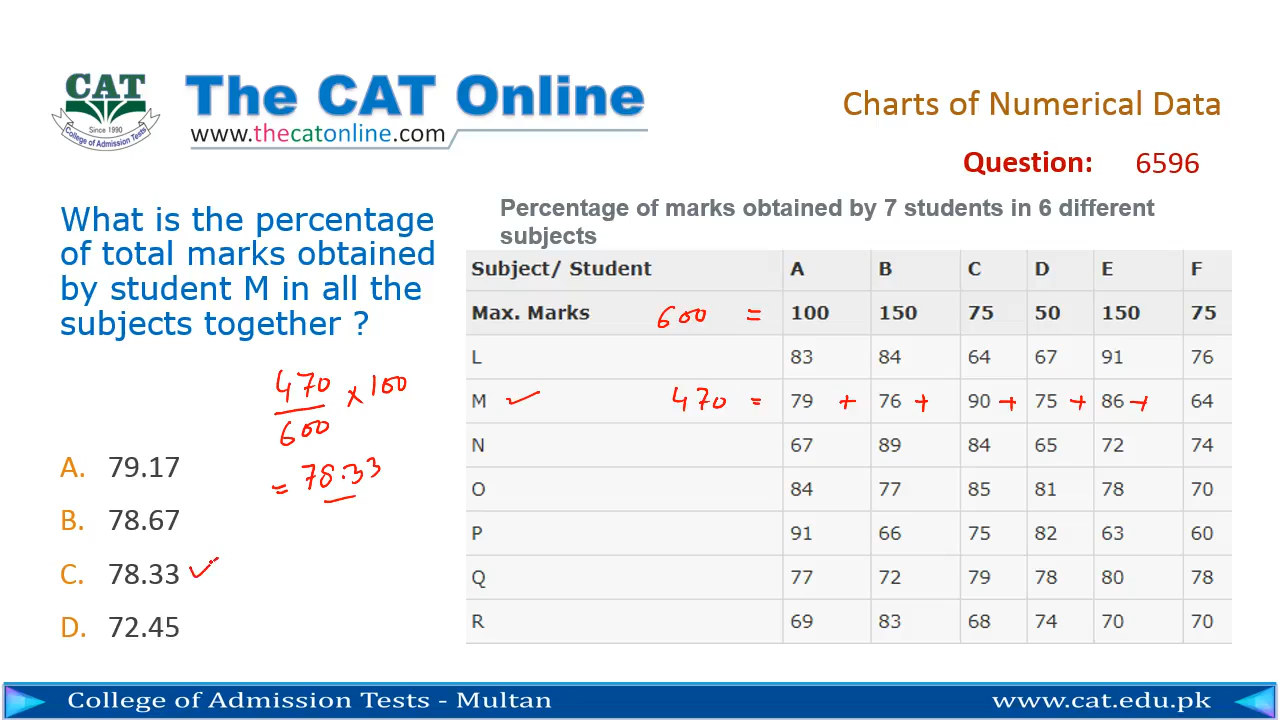 CAT
Since 1990
College of Admission Tests
The CAT Online
www.thecatonline.com
Charts of Numerical Data
Question: 6596
What is the percentage
of total marks obtained
by student M in all the
subjects together ?
470
600
× 100
= 78.33
A. 79.17
B. 78.67
C. 78.33 ✓
D. 72.45
Percentage of marks obtained by 7 students in 6 different
subjects
Subject/ Student A B C D E F
Max. Marks 600 = 100 150 75 50 150 75
L 83 84 64 67 91 76
M ✓ 470 = 79 + 76 + 90 + 75 + 86 + 64
N 67 89 84 65 72 74
O 84 77 85 81 78 70
P 91 66 75 82 63 60
Q 77 72 79 78 80 78
R 69 83 68 74 70 70
College of Admission Tests - Multan
www.cat.edu.pk